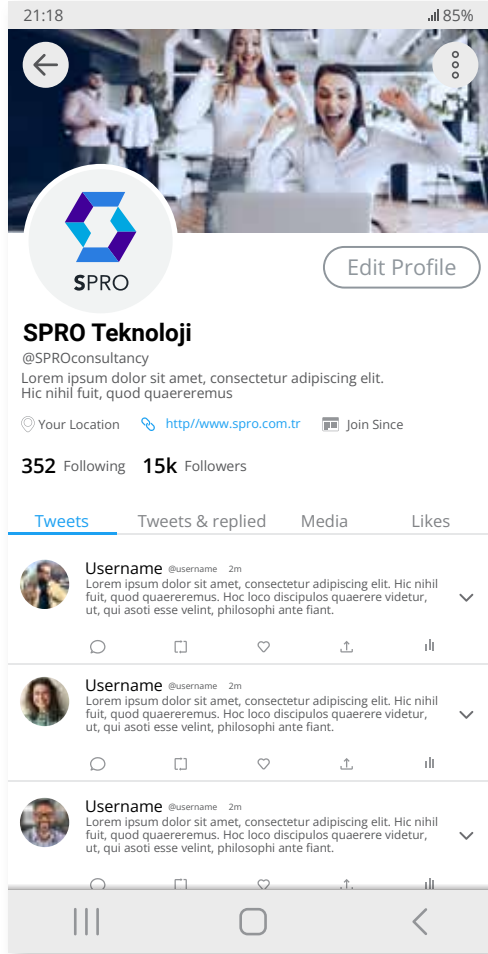 21:18 85%
Edit Profile
SPRO
SPRO Teknoloji
@SPROconsultancy
Lorem ipsum dolor sit amet, consectetur adipiscing elit.
Hic nihil fuit, quod quaereremus
Your Location http//www.spro.com.tr Join Since
352 Following 15k Followers
Tweets Tweets & replied Media Likes
Username @username 2m
Lorem ipsum dolor sit amet, consectetur adipiscing elit. Hic nihil
fuit, quod quaereremus. Hoc loco discipulos quaerere videtur,
ut, qui asoti esse velint, philosophi ante fiant.
Username @username 2m
Lorem ipsum dolor sit amet, consectetur adipiscing elit. Hic nihil
fuit, quod quaereremus. Hoc loco discipulos quaerere videtur,
ut, qui asoti esse velint, philosophi ante fiant.
Username @username 2m
Lorem ipsum dolor sit amet, consectetur adipiscing elit. Hic nihil
fuit, quod quaereremus. Hoc loco discipulos quaerere videtur,
ut, qui asoti esse velint, philosophi ante fiant.